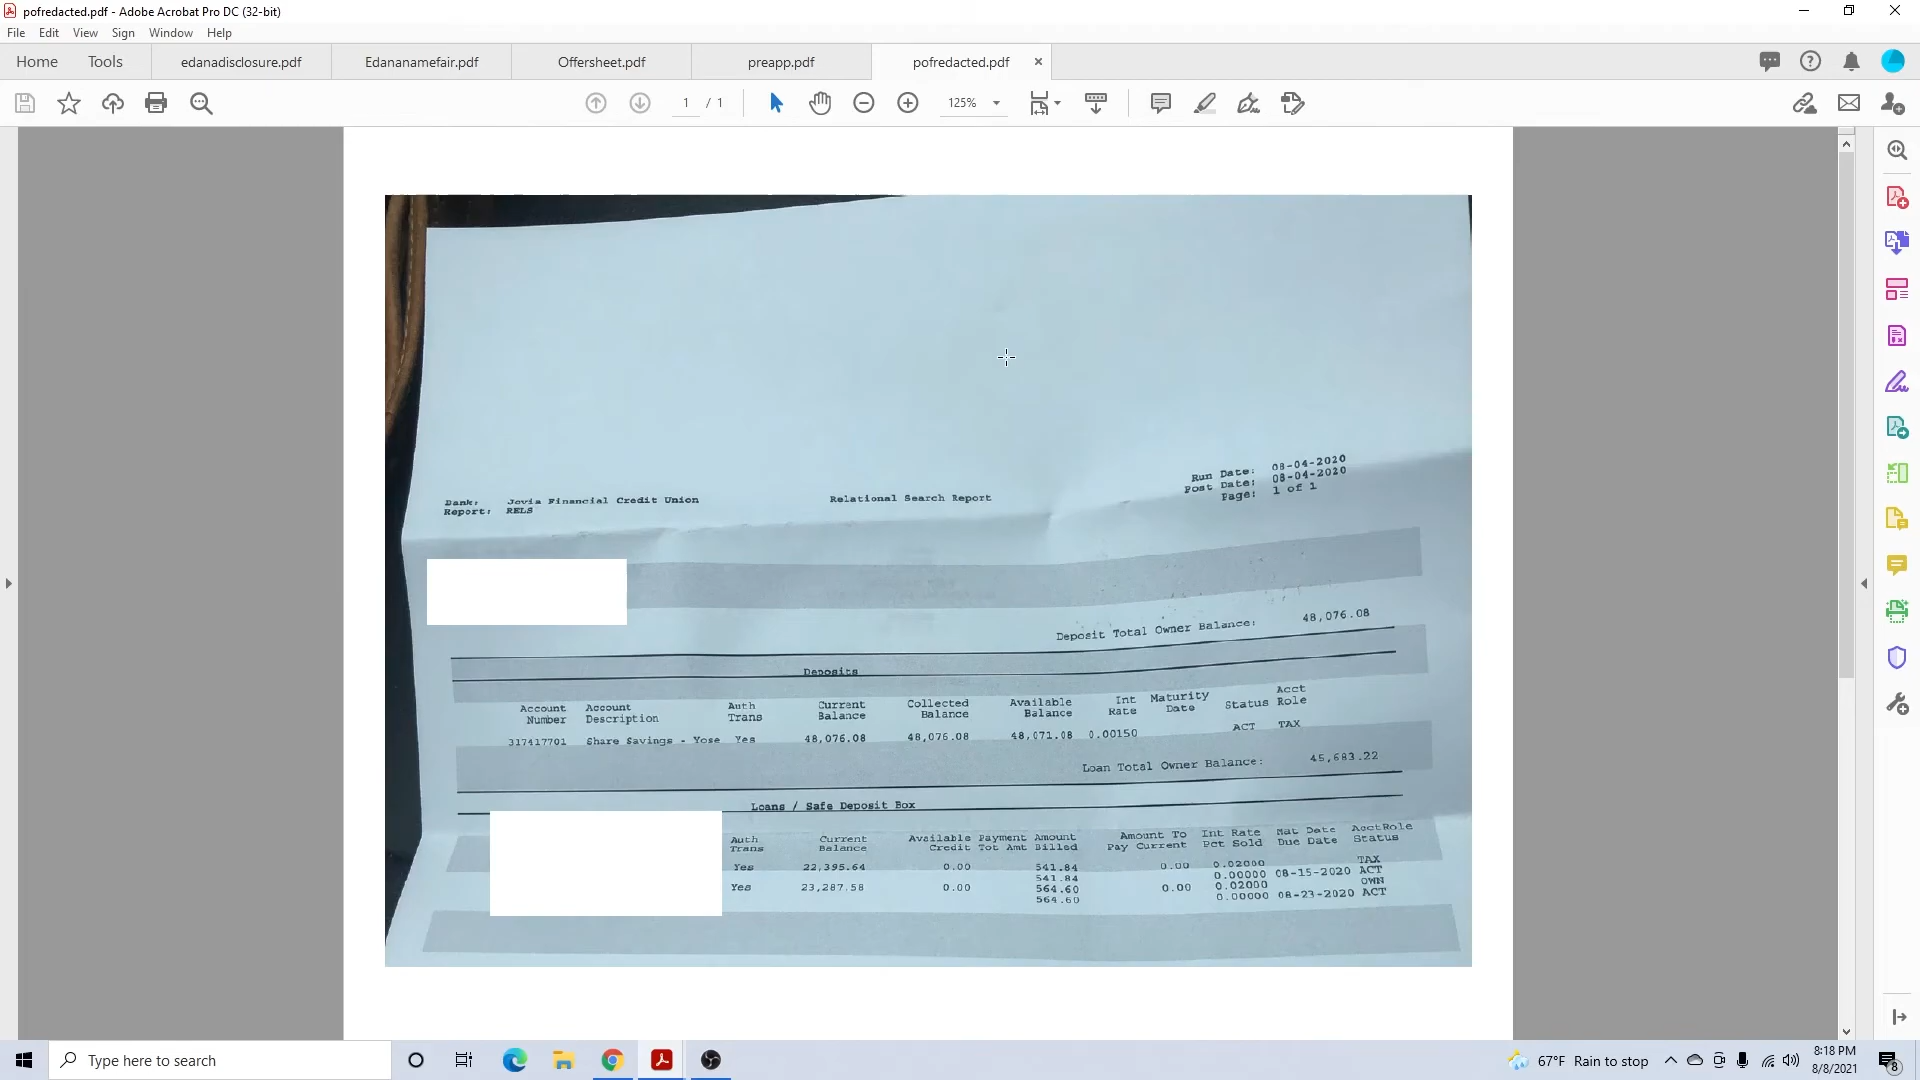 pofredacted.pdf - Adobe Acrobat Pro DC (32-bit)
File Edit View Sign Window Help
Home Tools edanadisclosure.pdf Edananamefair.pdf Offersheet.pdf preapp.pdf pofredacted.pdf ×
1 / 1 125%
Run Date: 08-04-2020
Post Date: 08-04-2020
Page: 1 of 1
Bank: Jovia Financial Credit Union Relational Search Report
Report: RELS
Deposit Total Owner Balance: 48,076.08
Deposits
Account Account Auth Current Collected Available Int Maturity Status Acct
Number Description Trans Balance Balance Balance Rate Date Role
317417701 Share Savings - Yose Yes 48,076.08 48,076.08 48,071.08 0.00150 ACT TAX
Loan Total Owner Balance: 45,683.22
Loans / Safe Deposit Box
Auth Current Available Payment Amount Amount To Int Rate Mat Date AcctRole
Trans Balance Credit Tot Amt Billed Pay Current Pct Sold Due Date Status
Yes 22,395.64 0.00 541.84 0.00 0.02000 TAX
541.84 0.00000 08-15-2020 ACT
Yes 23,287.58 0.00 564.60 0.00 0.02000 OWN
564.60 0.00000 08-23-2020 ACT
Type here to search
67°F Rain to stop
8:18 PM
8/8/2021
8